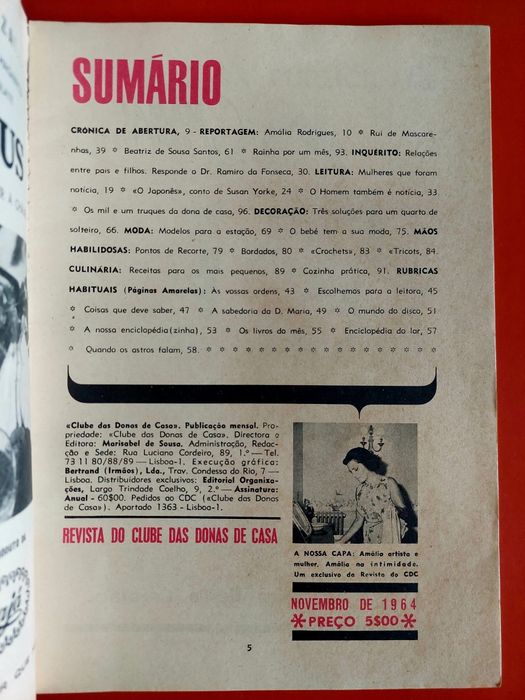 SUMÁRIO
CRÓNICA DE ABERTURA, 9 - REPORTAGEM: Amália Rodrigues, 10 ✲ Rui de Mascare-
nhas, 39 ✲ Beatriz de Sousa Santos, 61 ✲ Rainha por um mês, 93. INQUÉRITO: Relações
entre pais e filhos. Responde o Dr. Ramiro da Fonseca, 30. LEITURA: Mulheres que foram
notícia, 19 ✲ «O Japonês», conto de Susan Yorke, 24 ✲ O Homem também é notícia, 33.
✲ Os mil e um truques da dona de casa, 96. DECORAÇÃO: Três soluções para um quarto de
solteiro, 66. MODA: Modelos para a estação, 69 ✲ O bebé tem a sua moda, 75. MÃOS
HABILIDOSAS: Pontos de Recorte, 79 ✲ Bordados, 80 ✲ «Crochets», 83 ✲ «Tricots, 84.
CULINÁRIA: Receitas para os mais pequenos, 89 ✲ Cozinha prática, 91. RUBRICAS
HABITUAIS (Páginas Amarelas): Às vossas ordens, 43 ✲ Escolhemos para a leitora, 45
✲ Coisas que deve saber, 47 ✲ A sabedoria da D. Maria, 49 ✲ O mundo do disco, 51
✲ A nossa enciclopédia(zinha), 53 ✲ Os livros do mês, 55 ✲ Enciclopédia do lar, 57
✲ Quando os astros falam, 58. ✲ ✲ ✲ ✲ ✲ ✲ ✲ ✲ ✲ ✲ ✲ ✲ ✲ ✲ ✲
«Clube das Donas de Casa». Publicação mensal. Pro-
priedade: «Clube das Donas de Casa». Directora e
Editora: Marisabel de Sousa. Administração, Redac-
ção e Sede: Rua Luciano Cordeiro, 89, 1.º — Tel.
73 11 80/88/89 — Lisboa-1. Execução gráfica:
Bertrand (Irmãos), Lda., Trav. Condessa do Rio, 7 —
Lisboa. Distribuidores exclusivos: Editorial Organiza-
ções, Largo Trindade Coelho, 9, 2.º — Assinatura:
Anual - 60$00. Pedidos ao CDC («Clube das Donas
de Casa»). Apartado 1363 - Lisboa-1.
REVISTA DO CLUBE DAS DONAS DE CASA
A NOSSA CAPA: Amália artista e
mulher. Amália na intimidade.
Um exclusivo da Revista do CDC
NOVEMBRO DE 1964
✲ PREÇO 5$00 ✲
5